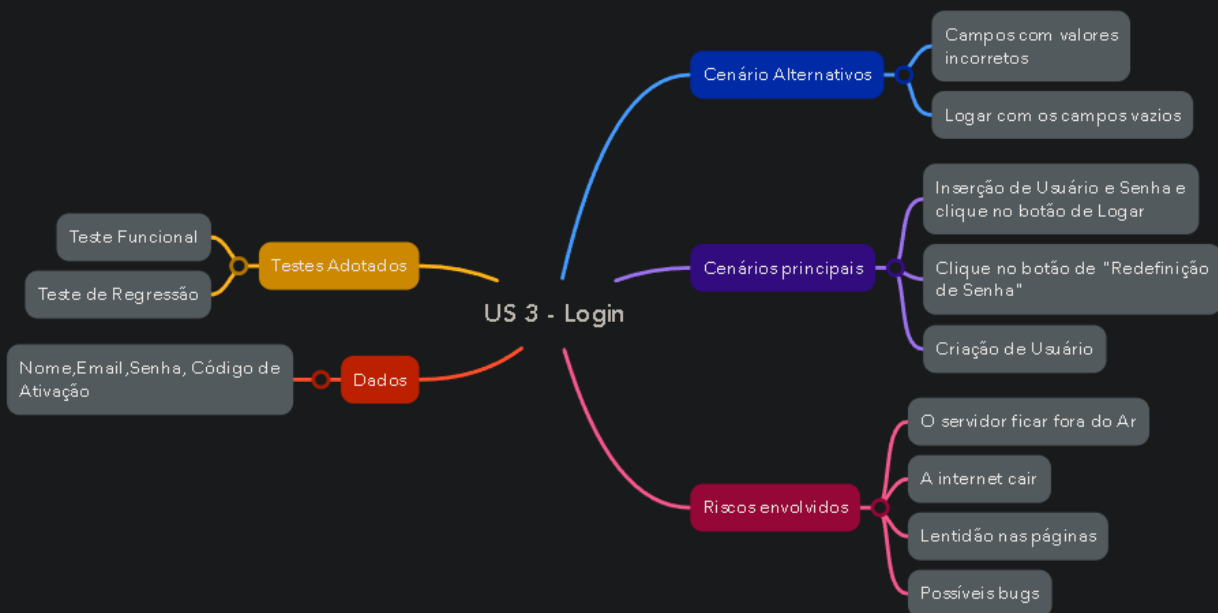 US 3 - Login
Cenário Alternativos
Campos com valores
incorretos
Logar com os campos vazios
Cenários principais
Inserção de Usuário e Senha e
clique no botão de Logar
Clique no botão de "Redefinição
de Senha"
Criação de Usuário
Riscos envolvidos
O servidor ficar fora do Ar
A internet cair
Lentidão nas páginas
Possíveis bugs
Testes Adotados
Teste Funcional
Teste de Regressão
Dados
Nome,Email,Senha, Código de
Ativação